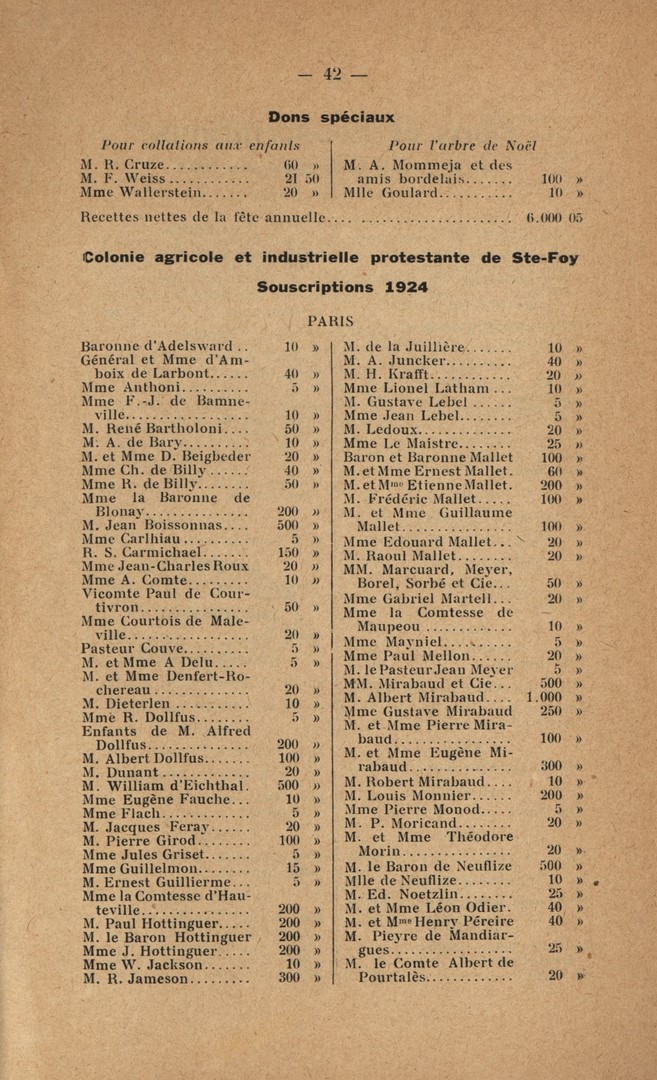 — 42 —
Dons spéciaux
Pour collations aux enfants
M. R. Cruze............ 60 »
M. F. Weiss............ 21 50
Mme Wallerstein....... 20 »
Pour l'arbre de Noël
M. A. Mommeja et des
amis bordelais....... 100 »
Mlle Goulard........... 10 »
Recettes nettes de la fête annuelle.... ...................... 6.000 05
Colonie agricole et industrielle protestante de Ste-Foy
Souscriptions 1924
PARIS
Baronne d'Adelsward .. 10 »
Général et Mme d'Am-
boix de Larbont...... 40 »
Mme Anthoni.......... 5 »
Mme F.-J. de Bamne-
ville.................. 10 »
M. René Bartholoni.... 50 »
M. A. de Bary.......... 10 »
M. et Mme D. Beigbeder 20 »
Mme Ch. de Billy ...... 40 »
Mme R. de Billy........ 50 »
Mme la Baronne de
Blonay............... 200 »
M. Jean Boissonnas.... 500 »
Mme Carlhiau.......... 5 »
R. S. Carmichael....... 150 »
Mme Jean-Charles Roux 20 »
Mme A. Comte......... 10 »
Vicomte Paul de Cour-
tivron................ 50 »
Mme Courtois de Male-
ville.................. 20 »
Pasteur Couve.......... 5 »
M. et Mme A Delu..... 5 »
M. et Mme Denfert-Ro-
chereau .............. 20 »
M. Dieterlen ........... 10 »
Mme R. Dollfus........ 5 »
Enfants de M. Alfred
Dollfus............... 200 »
M. Albert Dollfus....... 100 »
M. Dunant ............. 20 »
M. William d'Eichthal. 500 »
Mme Eugène Fauche... 10 »
Mme Flach............. 5 »
M. Jacques Feray...... 20 »
M. Pierre Girod........ 100 »
Mme Jules Griset....... 5 »
Mme Guillelmon....... 15 »
M. Ernest Guillierme... 5 »
Mme la Comtesse d'Hau-
teville................ 200 »
M. Paul Hottinguer.... 200 »
M. le Baron Hottinguer 200 »
Mme J. Hottinguer..... 200 »
Mme W. Jackson....... 10 »
M. R. Jameson......... 300 »
M. de la Juillière....... 10 »
M. A. Juncker.......... 40 »
M. H. Krafft............ 20 »
Mme Lionel Latham ... 10 »
M. Gustave Lebel ...... 5 »
Mme Jean Lebel........ 5 »
M. Ledoux.............. 20 »
Mme Le Maistre........ 25 »
Baron et Baronne Mallet 100 »
M. et Mme Ernest Mallet. 60 »
M. et Mme Etienne Mallet. 200 »
M. Frédéric Mallet..... 100 »
M. et Mme Guillaume
Mallet................ 100 »
Mme Edouard Mallet... 20 »
M. Raoul Mallet........ 20 »
MM. Marcuard, Meyer,
Borel, Sorbé et Cie... 50 »
Mme Gabriel Martell... 20 »
Mme la Comtesse de
Maupeou ............. 10 »
Mme Mayniel........... 5 »
Mme Paul Mellon....... 20 »
M. le Pasteur Jean Meyer 5 »
MM. Mirabaud et Cie... 500 »
M. Albert Mirabaud.... 1.000 »
Mme Gustave Mirabaud 250 »
M. et Mme Pierre Mira-
baud.................. 100 »
M. et Mme Eugène Mi-
rabaud............... 300 »
M. Robert Mirabaud.... 10 »
M. Louis Monnier...... 200 »
Mme Pierre Monod..... 5 »
M. P. Moricand........ 20 »
M. et Mme Théodore
Morin................ 20 »
M. le Baron de Neuflize 500 »
Mlle de Neuflize........ 10 »
M. Ed. Noetzlin........ 25 »
M. et Mme Léon Odier. 40 »
M. et Mme Henry Péreire 40 »
M. Pieyre de Mandiar-
gues.................. 25 »
M. le Comte Albert de
Pourtalès............. 20 »